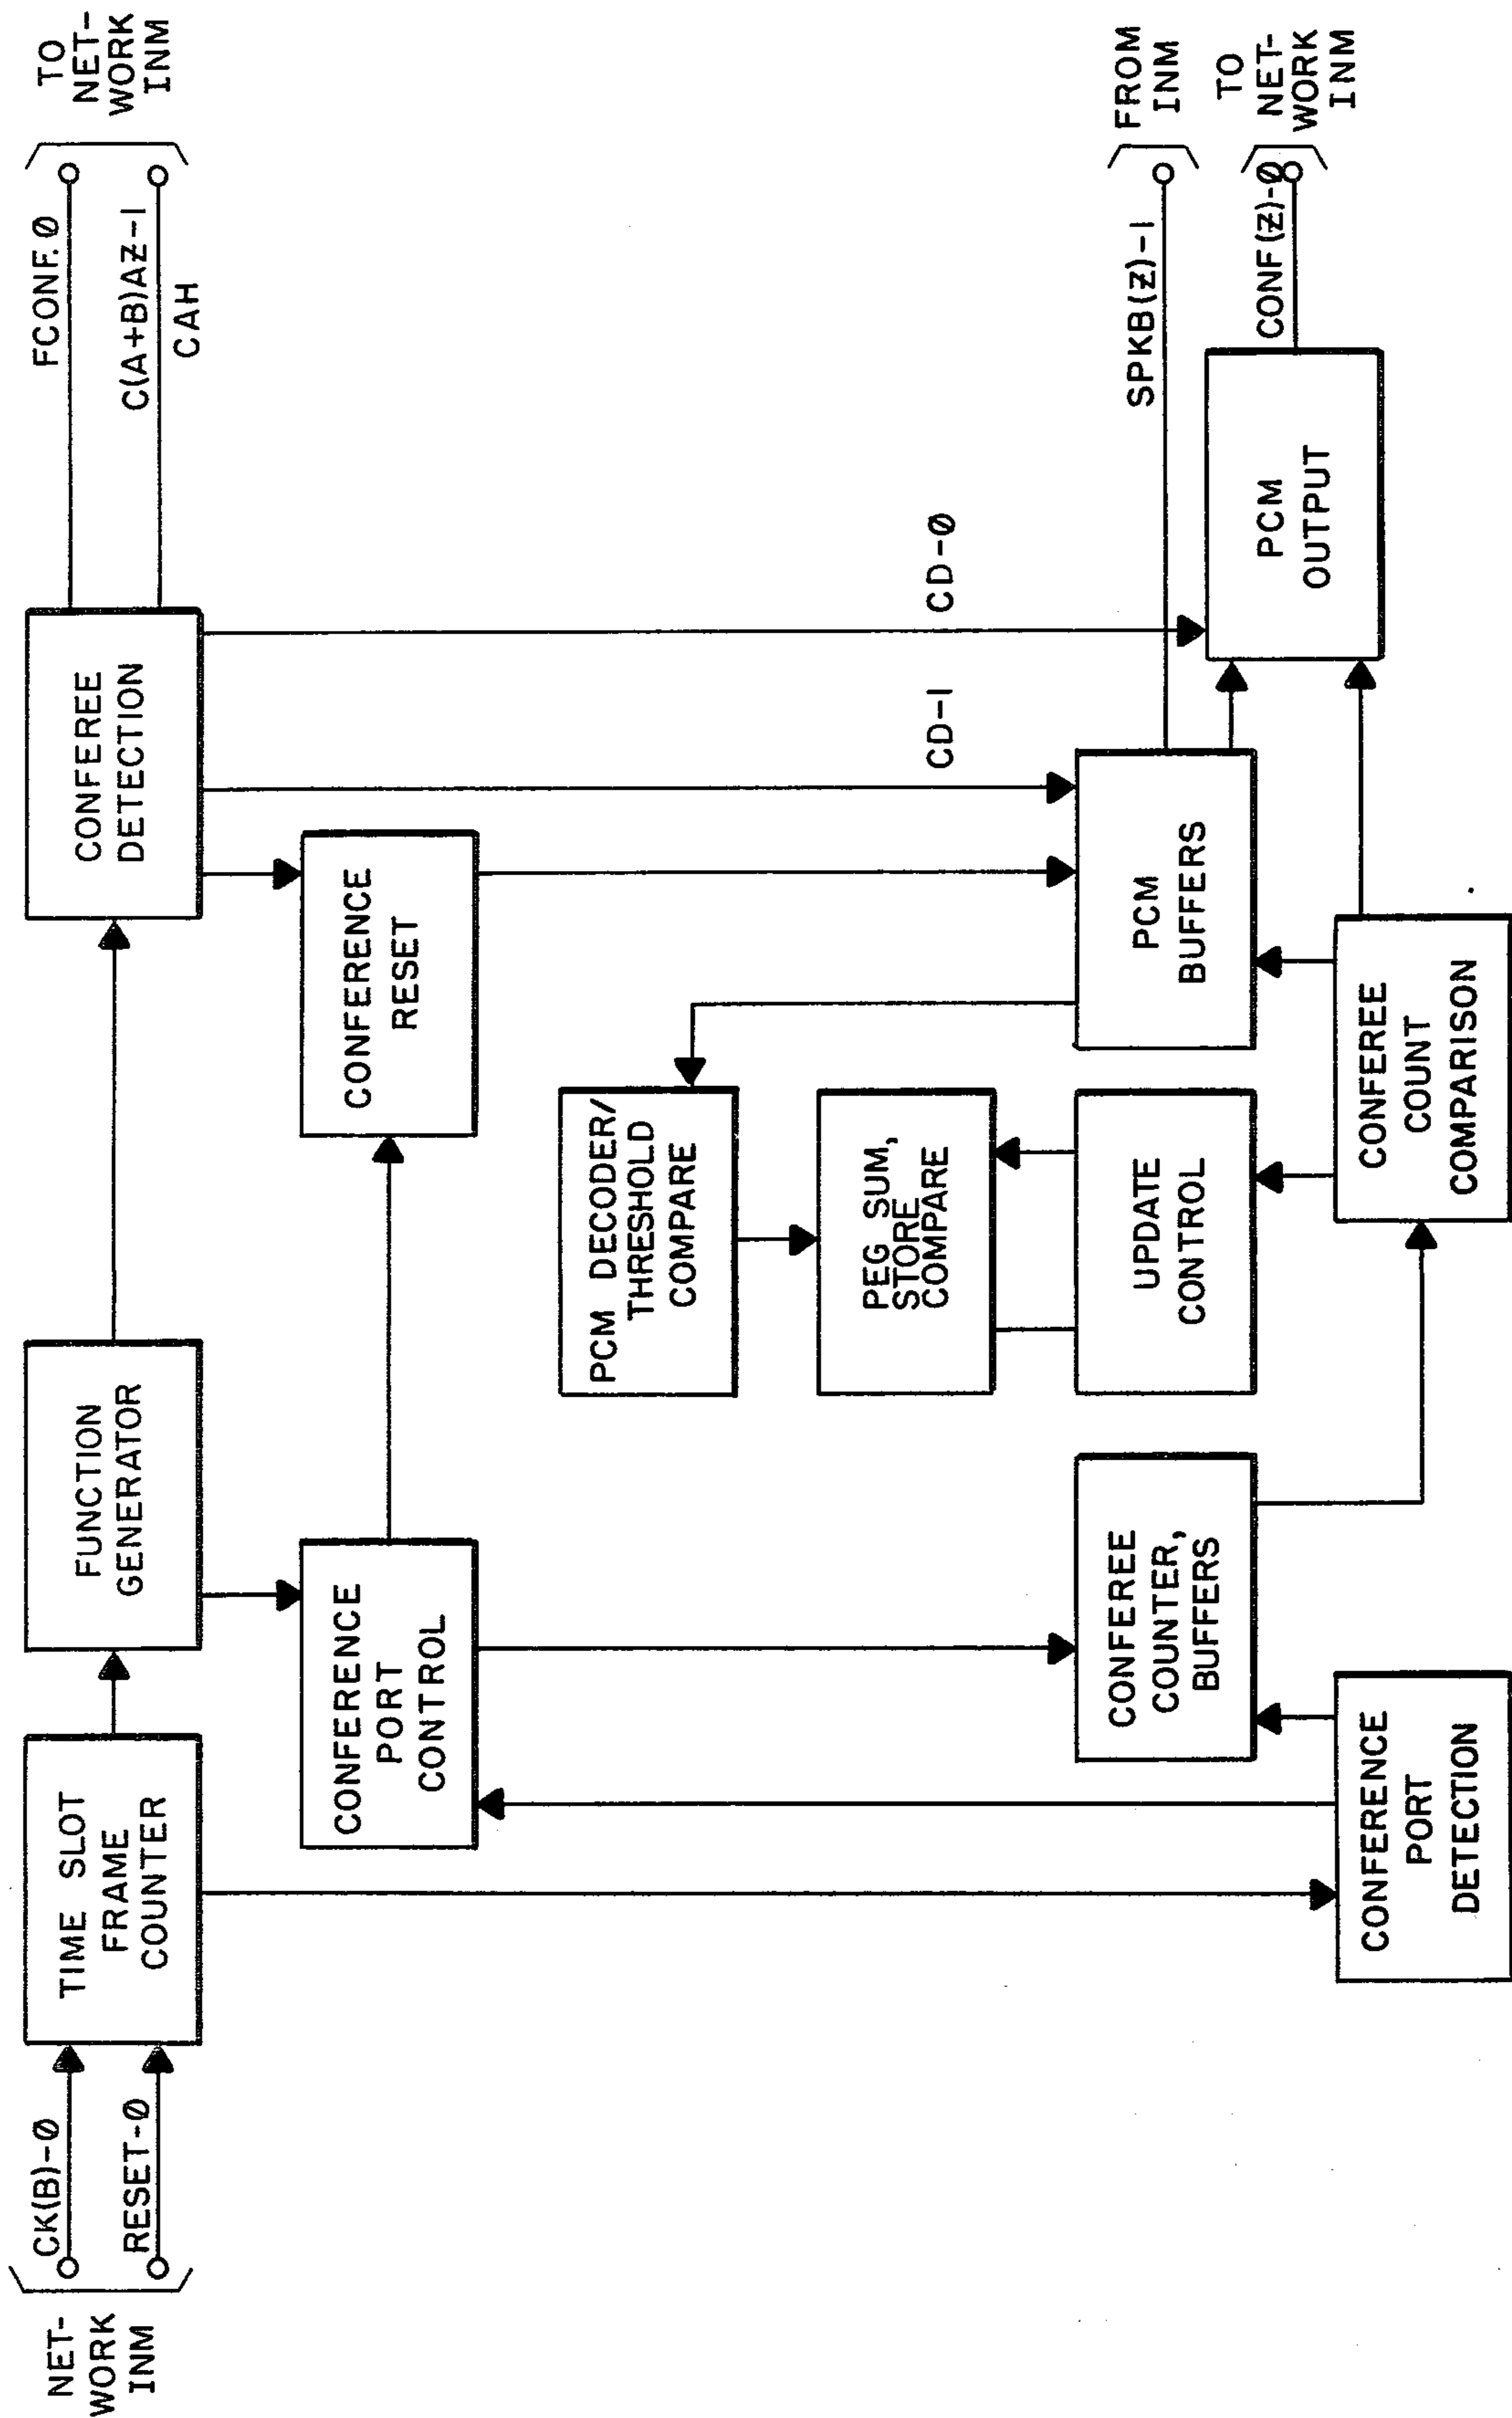 NET-
WORK
INM
CK(B)-Ø
RESET-Ø
TIME SLOT
FRAME
COUNTER
FUNCTION
GENERATOR
CONFEREE
DETECTION
FCONF.Ø
C(A+B)AZ-1
CAH
TO
NET-
WORK
INM
CONFERENCE
PORT
CONTROL
CONFERENCE
RESET
PCM DECODER/
THRESHOLD
COMPARE
PEG SUM,
STORE
COMPARE
CD-1
CD-Ø
CONFEREE
COUNTER,
BUFFERS
UPDATE
CONTROL
PCM
BUFFERS
SPKB(Z)-1
FROM
INM
PCM
OUTPUT
CONF(Z)-Ø
TO
NET-
WORK
INM
CONFERENCE
PORT
DETECTION
CONFEREE
COUNT
COMPARISON